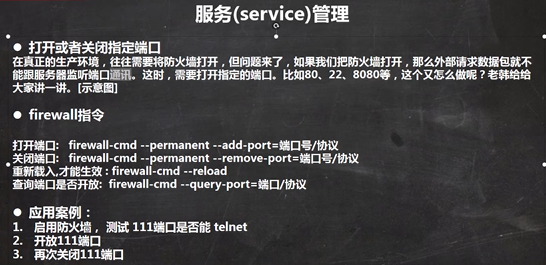 服务(service)管理
● 打开或者关闭指定端口
在真正的生产环境，往往需要将防火墙打开，但问题来了，如果我们把防火墙打开，那么外部请求数据包就不
能跟服务器监听端口通讯。这时，需要打开指定的端口。比如80、22、8080等，这个又怎么做呢？老韩给给
大家讲一讲。[示意图]
● firewall指令
打开端口: firewall-cmd --permanent --add-port=端口号/协议
关闭端口: firewall-cmd --permanent --remove-port=端口号/协议
重新载入,才能生效 : firewall-cmd --reload
查询端口是否开放: firewall-cmd --query-port=端口/协议
● 应用案例：
1. 启用防火墙， 测试 111端口是否能 telnet
2. 开放111端口
3. 再次关闭111端口